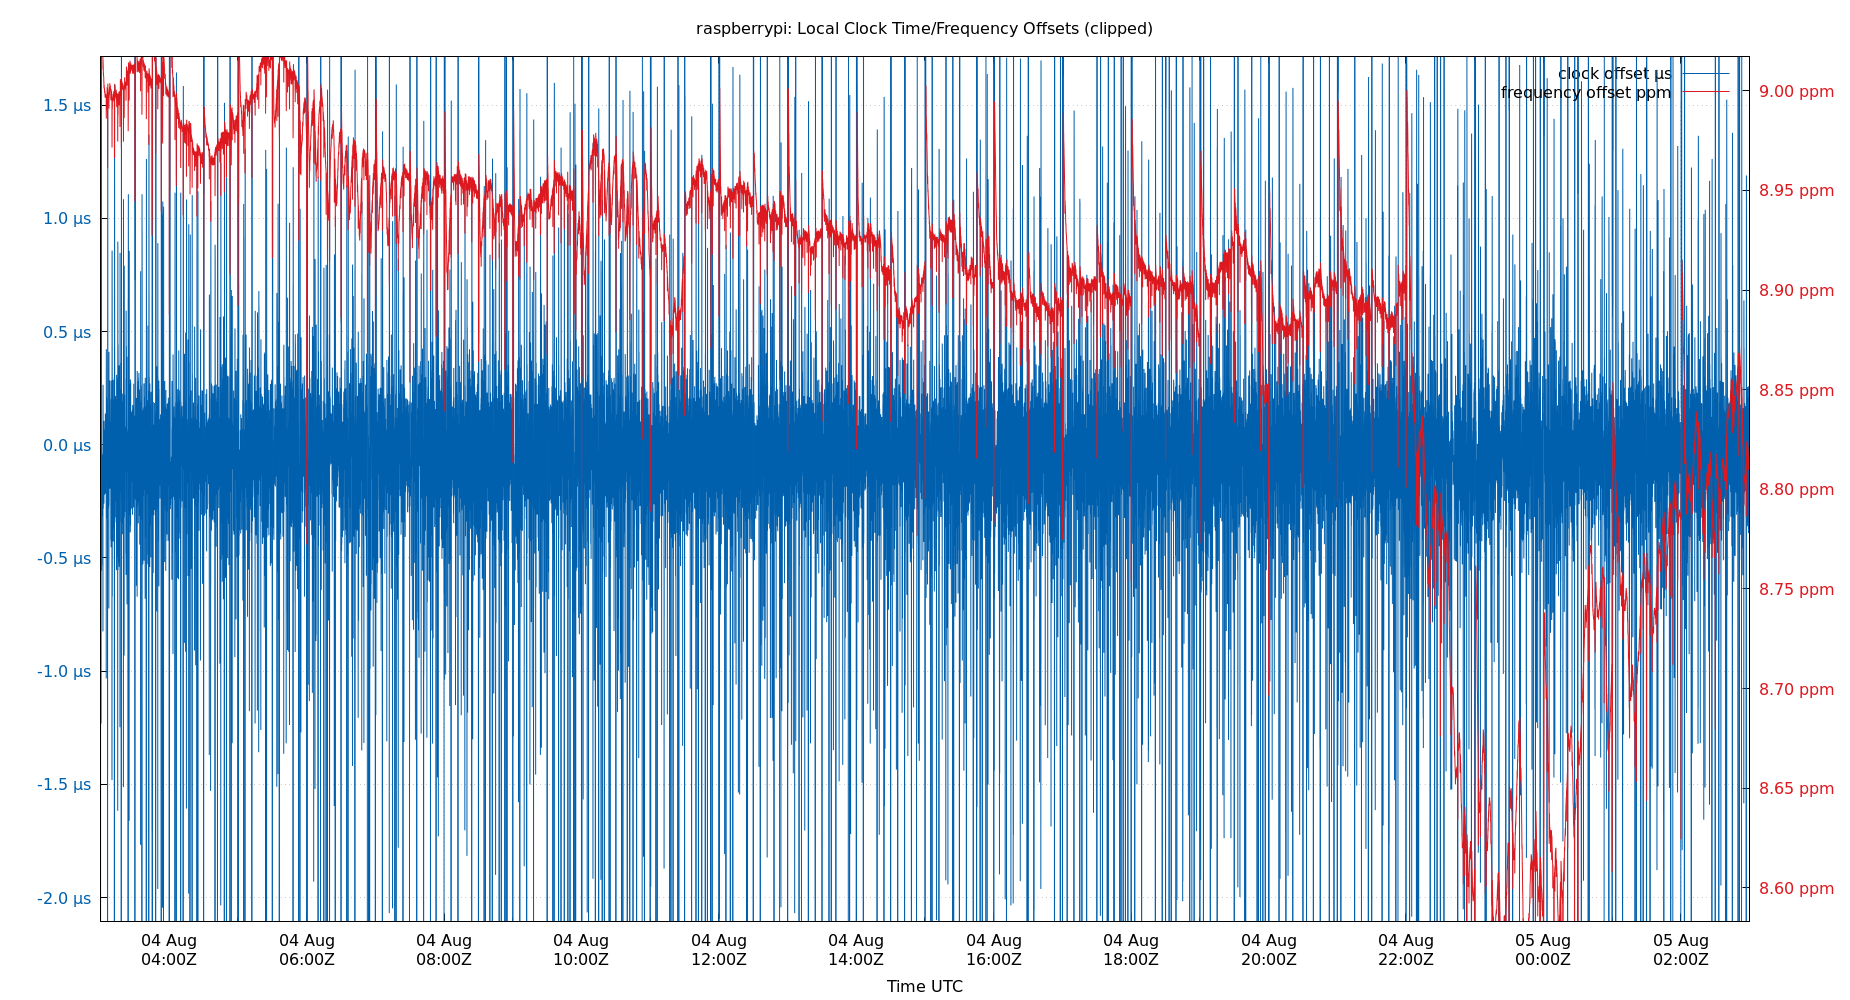 raspberrypi: Local Clock Time/Frequency Offsets (clipped)
clock offset µs
frequency offset ppm
1.5 µs
1.0 µs
0.5 µs
0.0 µs
-0.5 µs
-1.0 µs
-1.5 µs
-2.0 µs
9.00 ppm
8.95 ppm
8.90 ppm
8.85 ppm
8.80 ppm
8.75 ppm
8.70 ppm
8.65 ppm
8.60 ppm
04 Aug 04 Aug 04 Aug 04 Aug 04 Aug 04 Aug 04 Aug 04 Aug 04 Aug 04 Aug 05 Aug 05 Aug
04:00Z 06:00Z 08:00Z 10:00Z 12:00Z 14:00Z 16:00Z 18:00Z 20:00Z 22:00Z 00:00Z 02:00Z
Time UTC